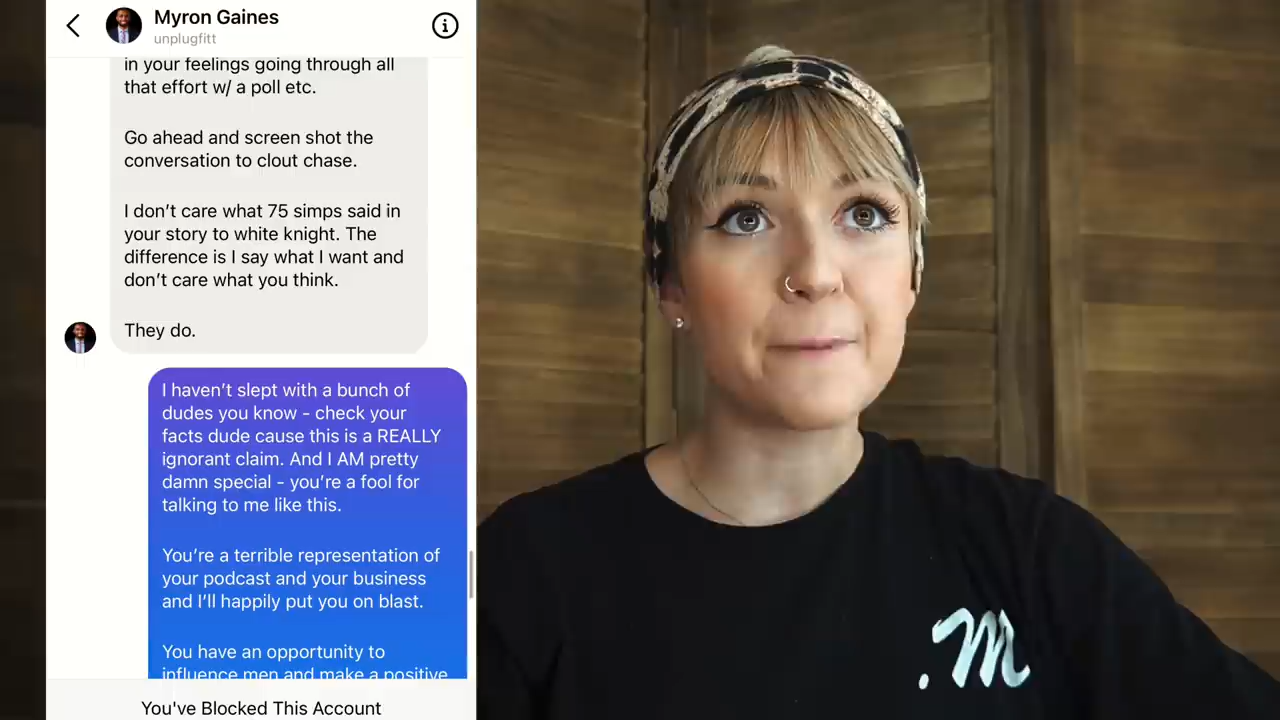 Myron Gaines
unplugfitt
in your feelings going through all
that effort w/ a poll etc.
Go ahead and screen shot the
conversation to clout chase.
I don’t care what 75 simps said in
your story to white knight. The
difference is I say what I want and
don’t care what you think.
They do.
I haven’t slept with a bunch of
dudes you know - check your
facts dude cause this is a REALLY
ignorant claim. And I AM pretty
damn special - you’re a fool for
talking to me like this.
You’re a terrible representation of
your podcast and your business
and I’ll happily put you on blast.
You have an opportunity to
influence men and make a positive
You've Blocked This Account
.M